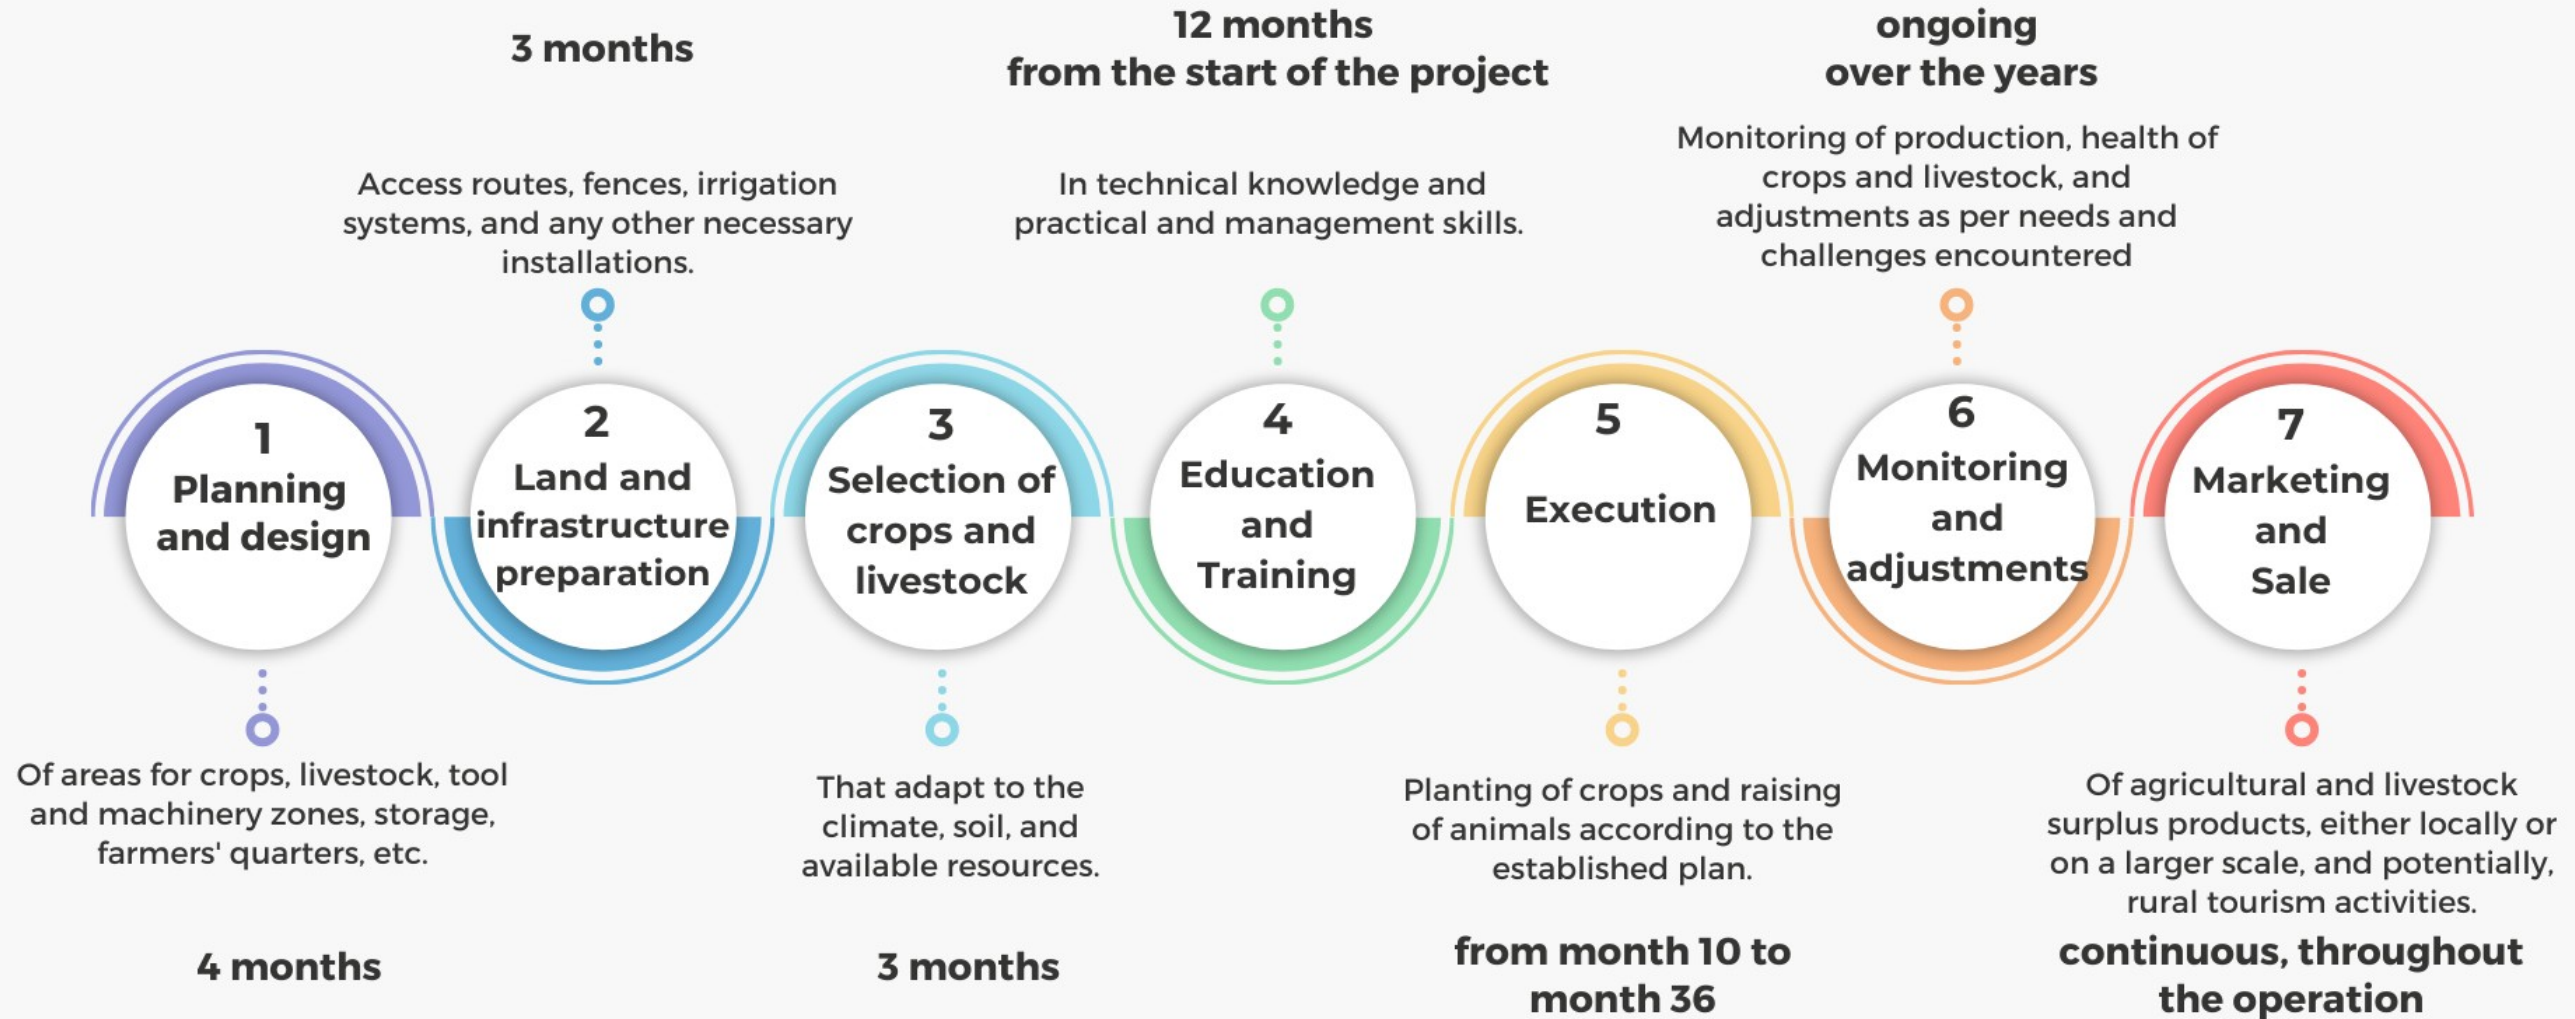 1
Planning
and design
Of areas for crops, livestock, tool
and machinery zones, storage,
farmers' quarters, etc.
4 months
3 months
Access routes, fences, irrigation
systems, and any other necessary
installations.
2
Land and
infrastructure
preparation
3
Selection of
crops and
livestock
That adapt to the
climate, soil, and
available resources.
3 months
12 months
from the start of the project
In technical knowledge and
practical and management skills.
4
Education
and
Training
5
Execution
Planting of crops and raising
of animals according to the
established plan.
from month 10 to
month 36
ongoing
over the years
Monitoring of production, health of
crops and livestock, and
adjustments as per needs and
challenges encountered
6
Monitoring
and
adjustments
7
Marketing
and
Sale
Of agricultural and livestock
surplus products, either locally or
on a larger scale, and potentially,
rural tourism activities.
continuous, throughout
the operation